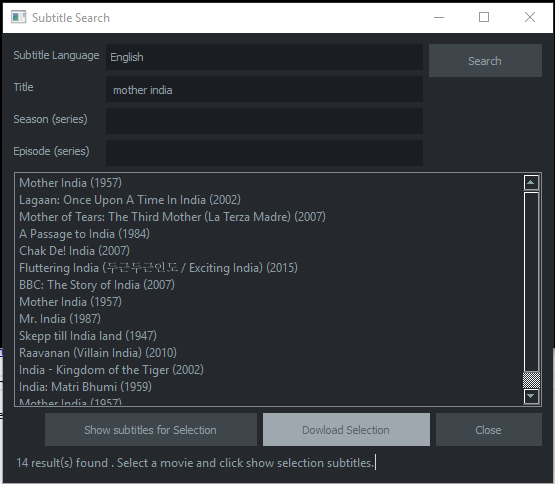 Subtitle Search
Subtitle Language English Search
Title mother india
Season (series)
Episode (series)
Mother India (1957)
Lagaan: Once Upon A Time In India (2002)
Mother of Tears: The Third Mother (La Terza Madre) (2007)
A Passage to India (1984)
Chak De! India (2007)
Fluttering India (두근두근인도 / Exciting India) (2015)
BBC: The Story of India (2007)
Mother India (1957)
Mr. India (1987)
Skepp till India land (1947)
Raavanan (Villain India) (2010)
India - Kingdom of the Tiger (2002)
India: Matri Bhumi (1959)
Mother India (1957)
Show subtitles for Selection Dowload Selection Close
14 result(s) found . Select a movie and click show selection subtitles.